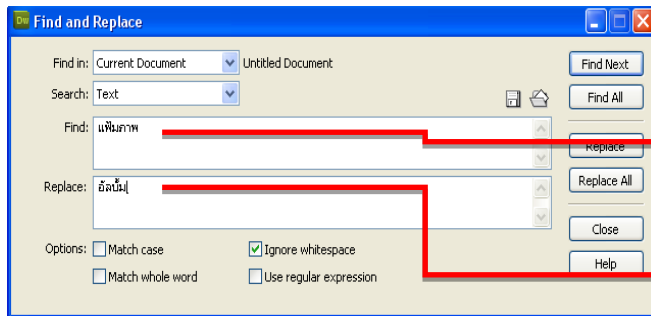 Dw Find and Replace
Find in: Current Document Untitled Document Find Next
Search: Text Find All
Find: แฟ้มภาพ
Replace
Replace: อัลบั้ม Replace All
Close
Options: Match case Ignore whitespace Help
Match whole word Use regular expression